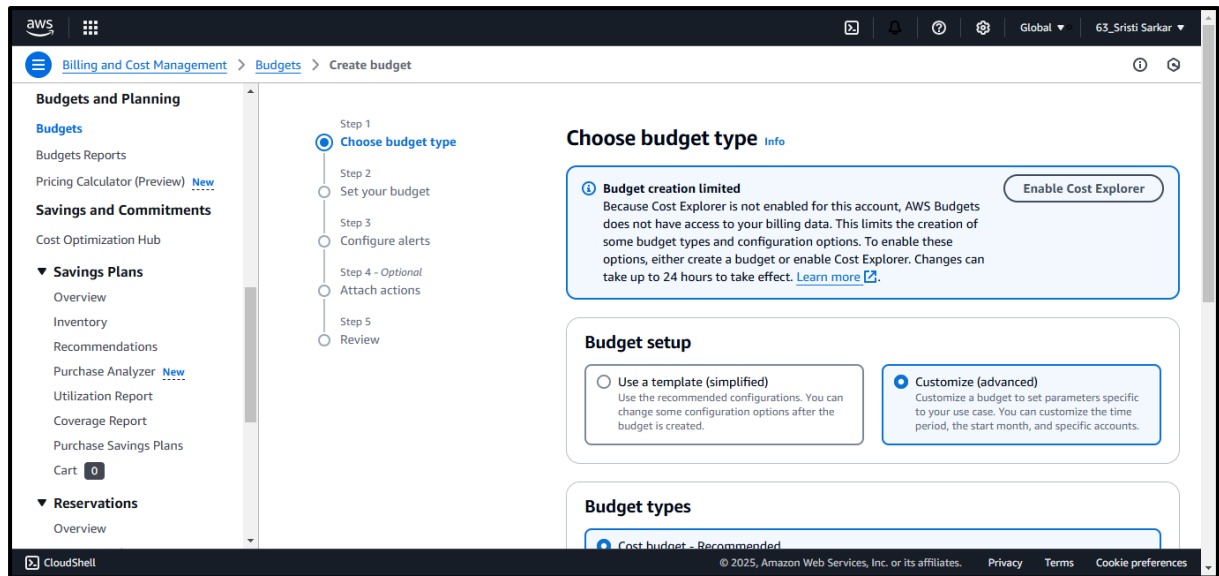 aws
Global ▼
63_Sristi Sarkar ▼
Billing and Cost Management > Budgets > Create budget
Budgets and Planning
Budgets
Budgets Reports
Pricing Calculator (Preview) New
Savings and Commitments
Cost Optimization Hub
▼ Savings Plans
Overview
Inventory
Recommendations
Purchase Analyzer New
Utilization Report
Coverage Report
Purchase Savings Plans
Cart 0
▼ Reservations
Overview
Step 1
Choose budget type
Step 2
Set your budget
Step 3
Configure alerts
Step 4 - Optional
Attach actions
Step 5
Review
Choose budget type Info
Budget creation limited
Because Cost Explorer is not enabled for this account, AWS Budgets
does not have access to your billing data. This limits the creation of
some budget types and configuration options. To enable these
options, either create a budget or enable Cost Explorer. Changes can
take up to 24 hours to take effect. Learn more.
Enable Cost Explorer
Budget setup
Use a template (simplified)
Use the recommended configurations. You can
change some configuration options after the
budget is created.
Customize (advanced)
Customize a budget to set parameters specific
to your use case. You can customize the time
period, the start month, and specific accounts.
Budget types
Cost budget - Recommended
CloudShell
© 2025, Amazon Web Services, Inc. or its affiliates.
Privacy
Terms
Cookie preferences